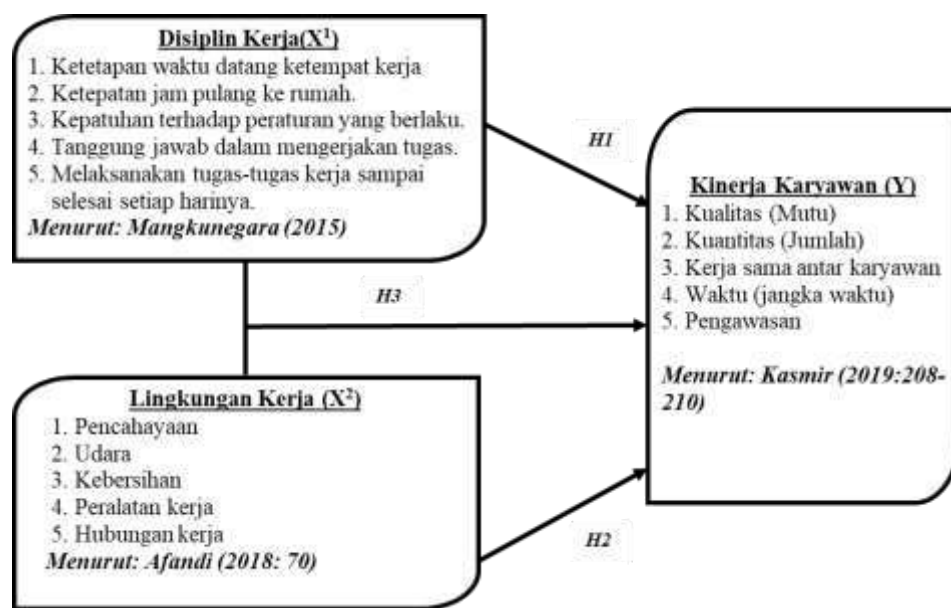 Disiplin Kerja(X¹)
1. Ketetapan waktu datang ketempat kerja
2. Ketepatan jam pulang ke rumah.
3. Kepatuhan terhadap peraturan yang berlaku.
4. Tanggung jawab dalam mengerjakan tugas.
5. Melaksanakan tugas-tugas kerja sampai
selesai setiap harinya.
Menurut: Mangkunegara (2015)
H1
Kinerja Karyawan (Y)
1. Kualitas (Mutu)
2. Kuantitas (Jumlah)
3. Kerja sama antar karyawan
4. Waktu (jangka waktu)
5. Pengawasan
Menurut: Kasmir (2019:208-
210)
H3
Lingkungan Kerja (X²)
1. Pencahayaan
2. Udara
3. Kebersihan
4. Peralatan kerja
5. Hubungan kerja
Menurut: Afandi (2018: 70)
H2